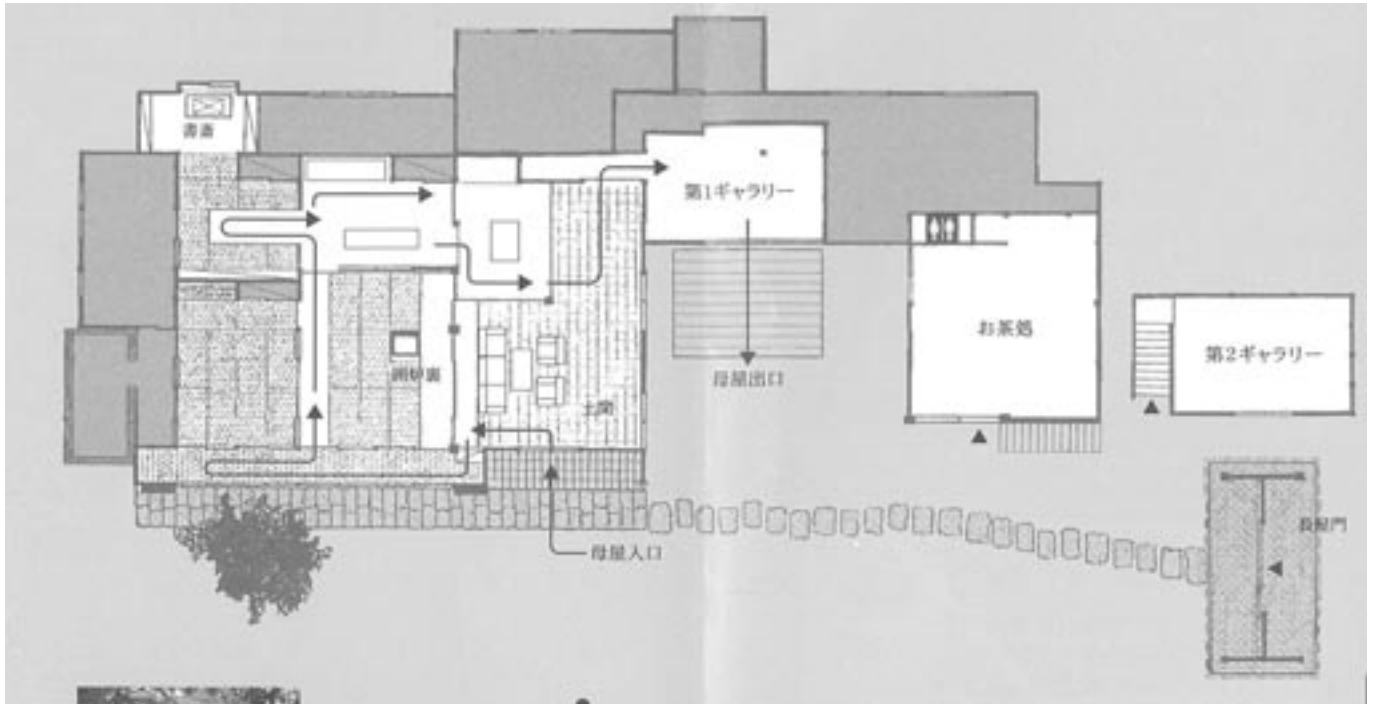 書斎
第1ギャラリー
お茶処
第2ギャラリー
囲炉裏
母屋出口
土間
長屋門
母屋入口